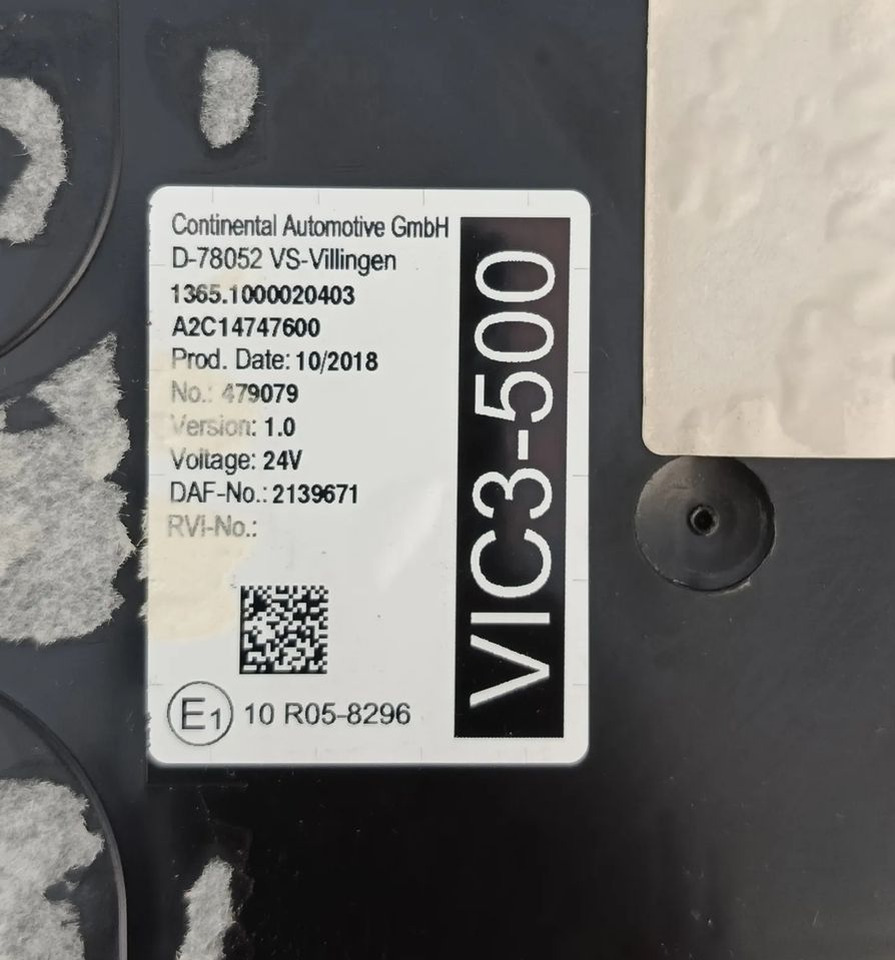 Continental Automotive GmbH
D-78052 VS-Villingen
1365.1000020403
A2C14747600
Prod. Date: 10/2018
No.: 479079
Version: 1.0
Voltage: 24V
DAF-No.: 2139671
RVI-No.:
E1 10 R05-8296
VIC3-500